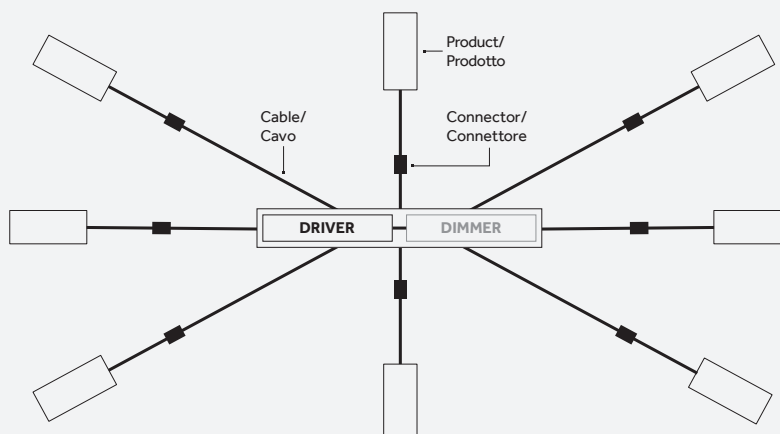 Product/
Prodotto
Cable/
Cavo
Connector/
Connettore
DRIVER
DIMMER